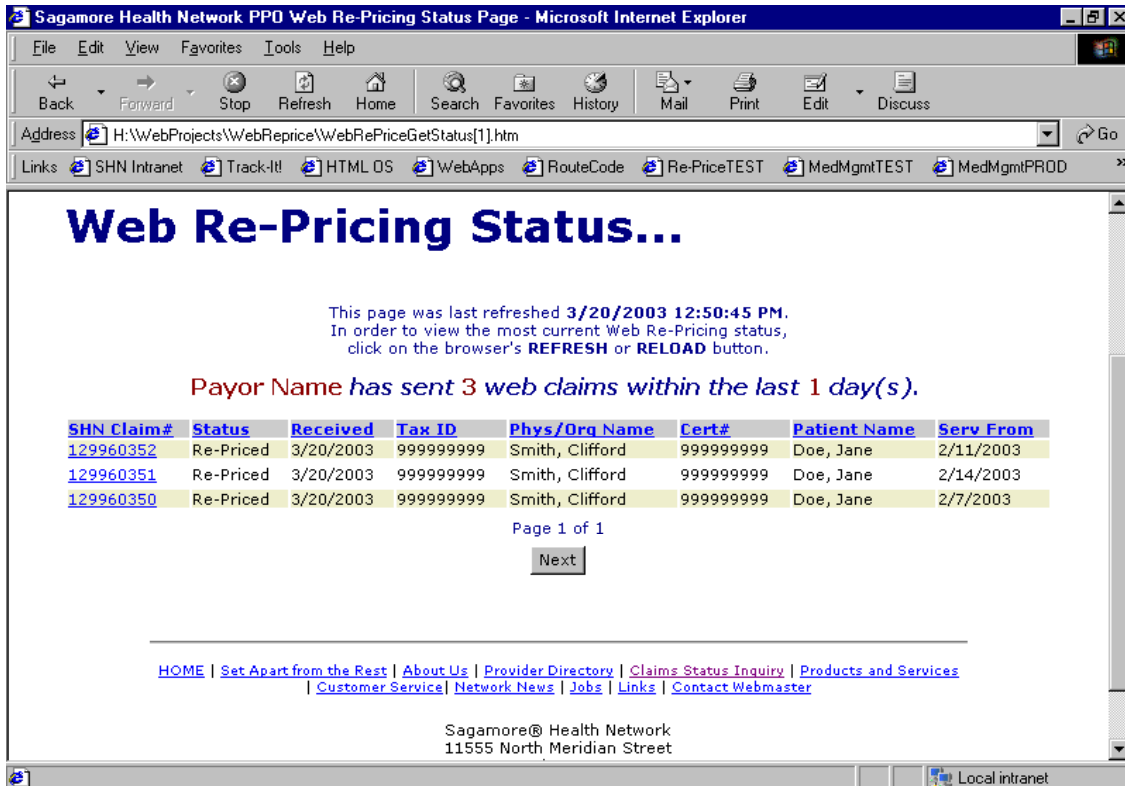 Sagamore Health Network PPO Web Re-Pricing Status Page - Microsoft Internet Explorer
File Edit View Favorites Tools Help
Back Forward Stop Refresh Home Search Favorites History Mail Print Edit Discuss
Address H:\WebProjects\WebReprice\WebRePriceGetStatus[1].htm Go
Links SHN Intranet Track-It! HTML OS WebApps RouteCode Re-PriceTEST MedMgmtTEST MedMgmtPROD »
Web Re-Pricing Status...
This page was last refreshed 3/20/2003 12:50:45 PM.
In order to view the most current Web Re-Pricing status,
click on the browser's REFRESH or RELOAD button.
Payor Name has sent 3 web claims within the last 1 day(s).
SHN Claim# Status Received Tax ID Phys/Org Name Cert# Patient Name Serv From
129960352 Re-Priced 3/20/2003 999999999 Smith, Clifford 999999999 Doe, Jane 2/11/2003
129960351 Re-Priced 3/20/2003 999999999 Smith, Clifford 999999999 Doe, Jane 2/14/2003
129960350 Re-Priced 3/20/2003 999999999 Smith, Clifford 999999999 Doe, Jane 2/7/2003
Page 1 of 1
Next
HOME | Set Apart from the Rest | About Us | Provider Directory | Claims Status Inquiry | Products and Services
| Customer Service| Network News | Jobs | Links | Contact Webmaster
Sagamore® Health Network
11555 North Meridian Street
Local intranet